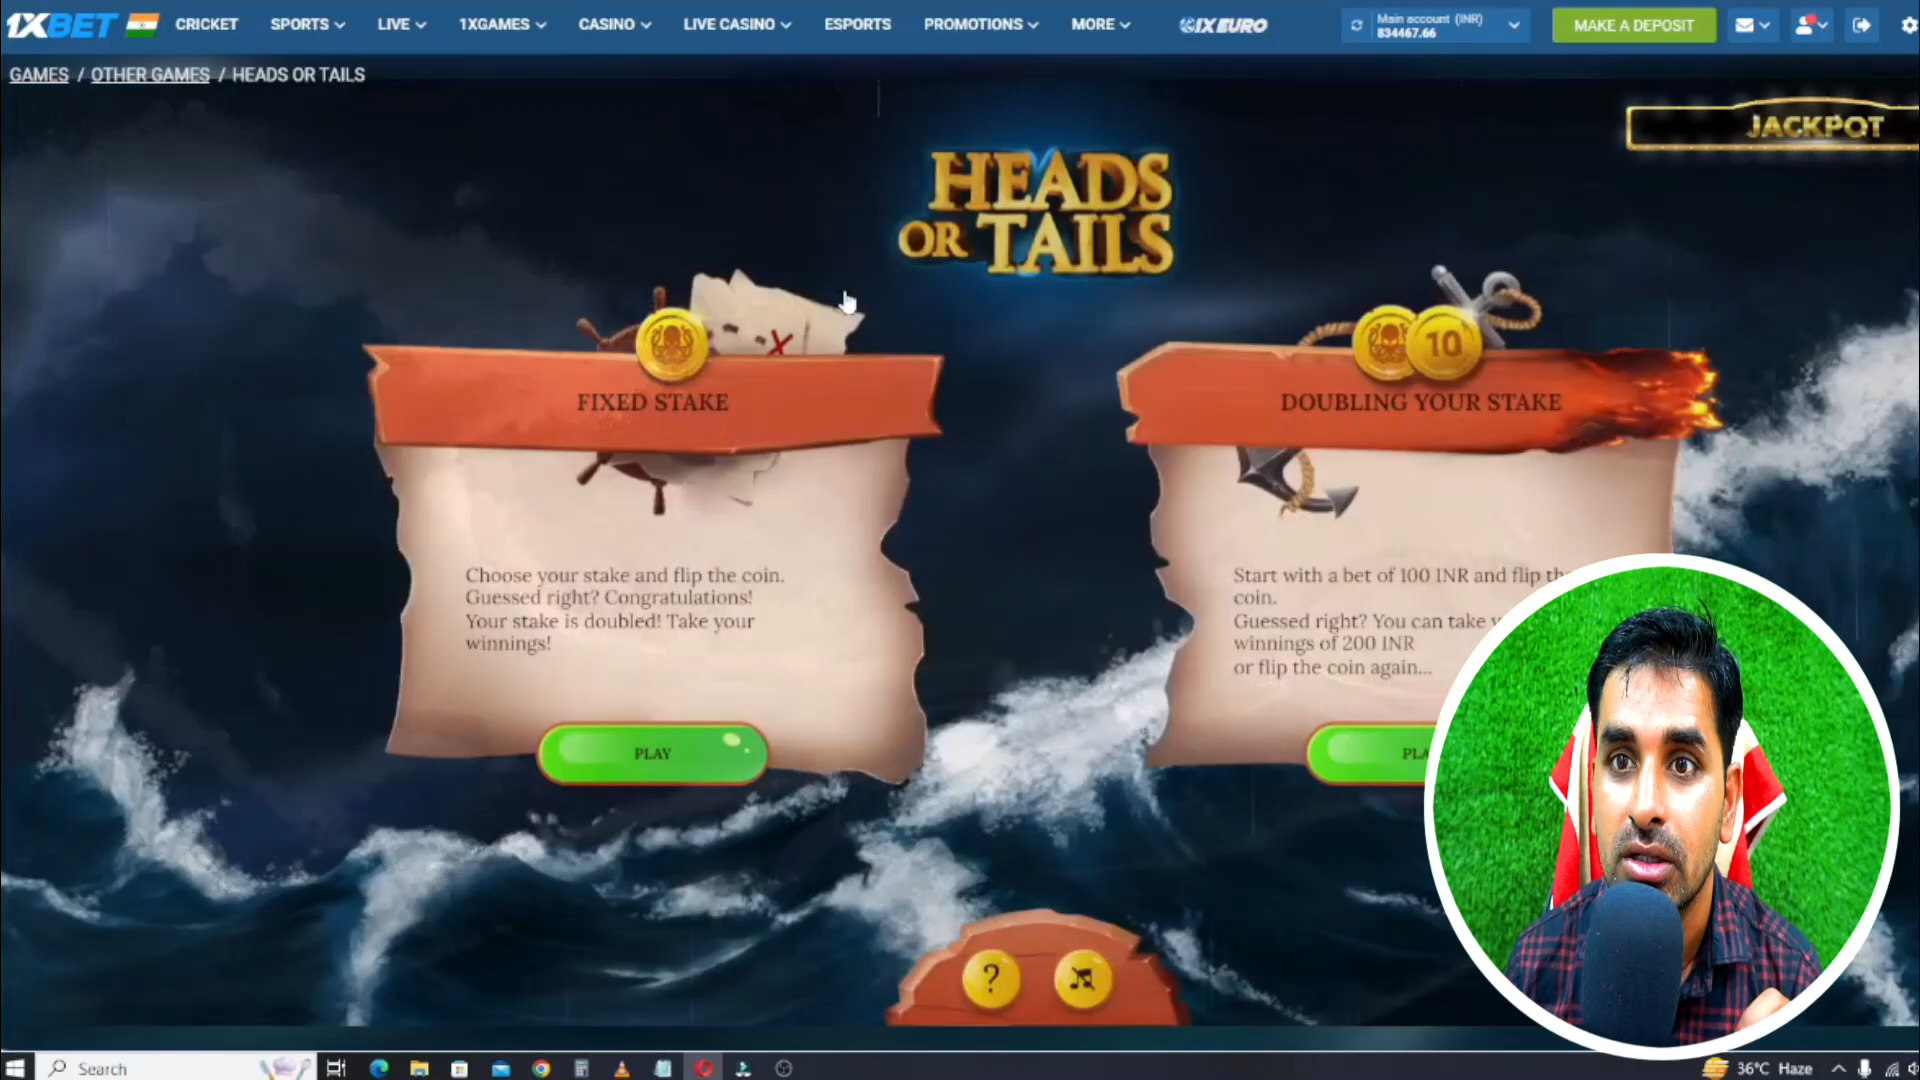 1XBET CRICKET SPORTS LIVE 1XGAMES CASINO LIVE CASINO ESPORTS PROMOTIONS MORE 1XEURO Main account (INR) MAKE A DEPOSIT
834467.66
GAMES / OTHER GAMES / HEADS OR TAILS
JACKPOT
HEADS
OR TAILS
10
FIXED STAKE
Choose your stake and flip the coin.
Guessed right? Congratulations!
Your stake is doubled! Take your
winnings!
PLAY
DOUBLING YOUR STAKE
Start with a bet of 100 INR and flip
coin.
Guessed right? You can take
winnings of 200 INR
or flip the coin again...
?
Search
36°C Haze